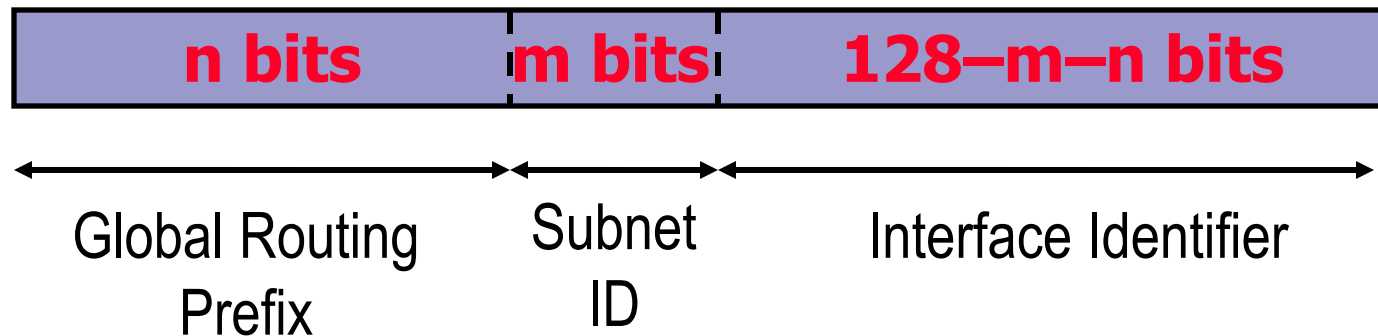 n bits m bits 128–m–n bits
Global Routing Prefix
Subnet ID
Interface Identifier